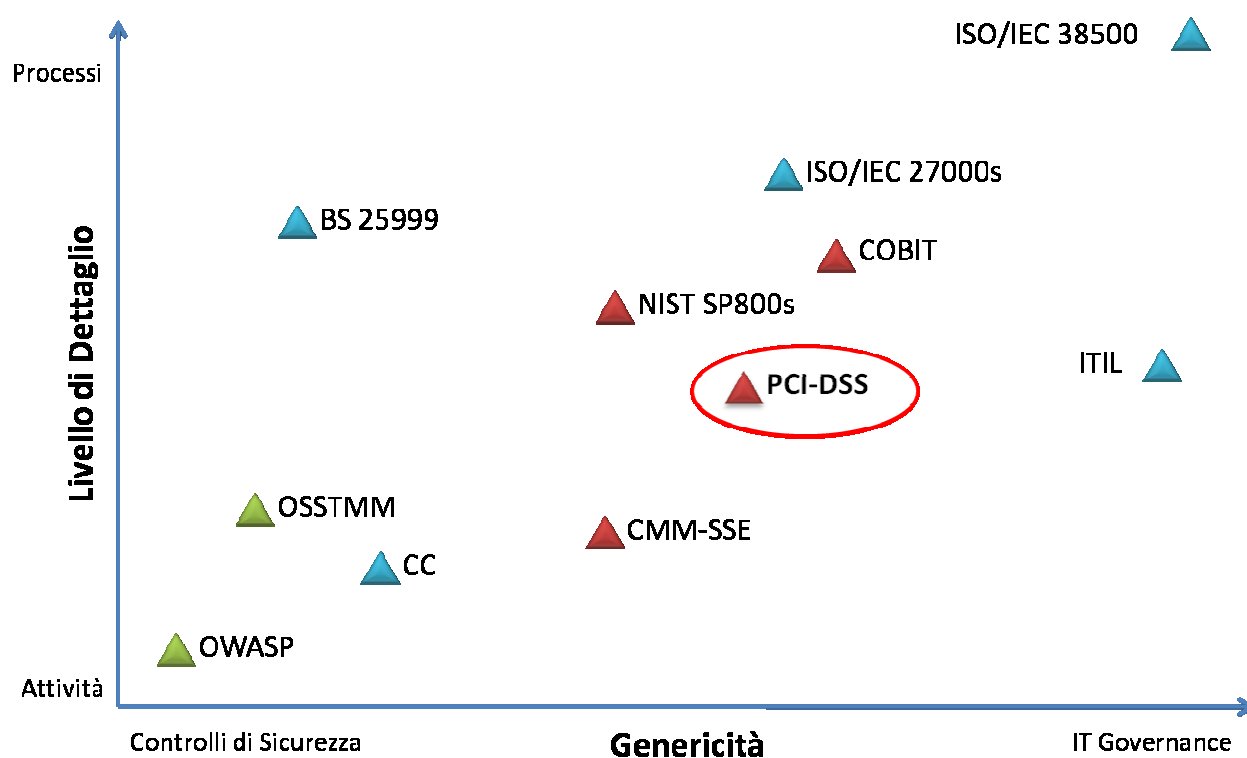 ISO/IEC 38500
Processi
ISO/IEC 27000s
BS 25999
COBIT
NIST SP800s
ITIL
PCI-DSS
Livello di Dettaglio
OSSTMM
CMM-SSE
CC
OWASP
Attività
Controlli di Sicurezza
Genericità
IT Governance